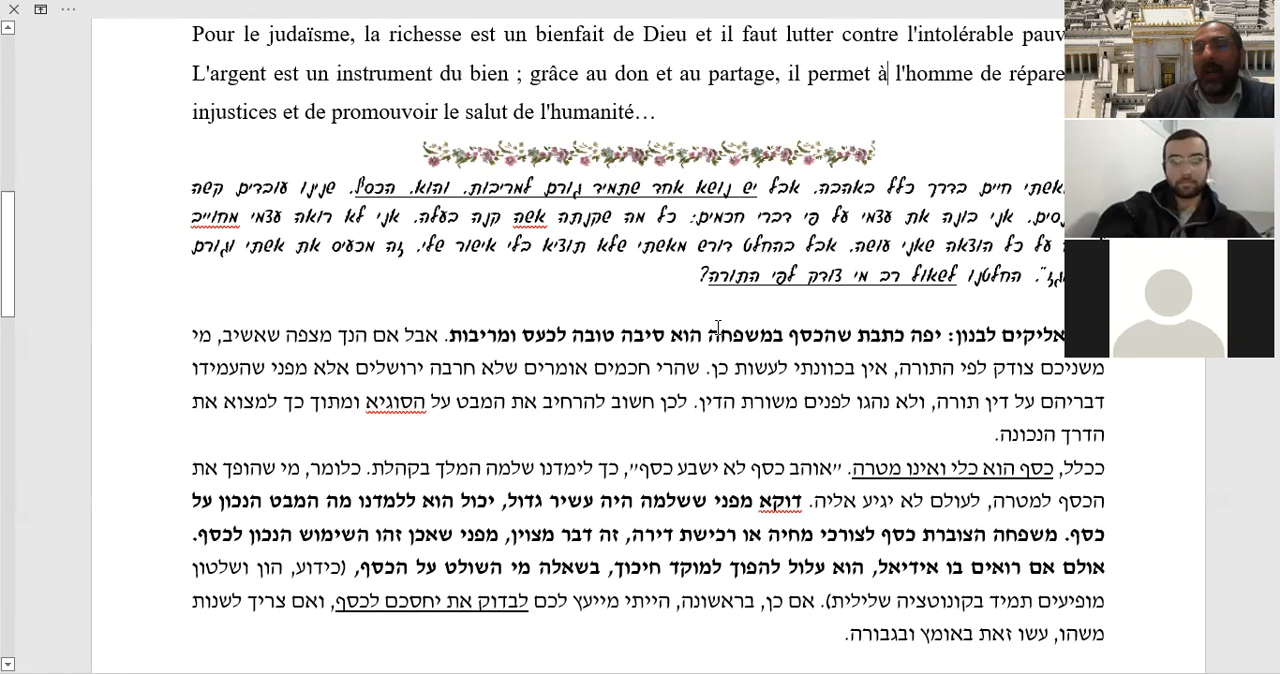 Pour le judaïsme, la richesse est un bienfait de Dieu et il faut lutter contre l'intolérable
L'argent est un instrument du bien ; grâce au don et au partage, il permet à l'homme de
injustices et de promouvoir le salut de l'humanité…
חיים בדרך כלל באהבה. אבל יש נושא אחד שתמיד גורם למריבות. והוא, הכסף. שנינו עובדים קשה
אני בונה את עצמי על פי דברי חכמים: כל מה שקנתה אשה קנה בעלה. אני לא רואה עצמי מחוייב
על כל הוצאה שאני עושה. אבל בהחלט דורש מאשתי שלא תוציא בלי אישור שלי. זה מכעיס את אשתי וגורם
החלטנו לשאול רב מי צודק לפי התורה?
אליקים לבנון: יפה כתבת שהכסף במשפחה הוא סיבה טובה לכעס ומריבות. אבל אם הנך מצפה שאשיב, מי
משניכם צודק לפי התורה, אין בכוונתי לעשות כן. שהרי חכמים אומרים שלא חרבה ירושלים אלא מפני שהעמידו
דבריהם על דין תורה, ולא נהגו לפנים משורת הדין. לכן חשוב להרחיב את המבט על הסוגיא ומתוך כך למצוא את
הדרך הנכונה.
ככלל, כסף הוא כלי ואינו מטרה. "אוהב כסף לא ישבע כסף", כך לימדנו שלמה המלך בקהלת. כלומר, מי שהופך את
הכסף למטרה, לעולם לא יגיע אליה. דוקא מפני ששלמה היה עשיר גדול, יכול הוא ללמדנו מה המבט הנכון על
כסף. משפחה הצוברת כסף לצורכי מחיה או רכישת דירה, זה דבר מצוין, מפני שאכן זהו השימוש הנכון לכסף.
אולם אם רואים בו אידיאל, הוא עלול להפוך למוקד חיכוך, בשאלה מי השולט על הכסף, (כידוע, הון ושלטון
מופיעים תמיד בקונוטציה שלילית). אם כן, בראשונה, הייתי מייעץ לכם לבדוק את יחסכם לכסף, ואם צריך לשנות
משהו, עשו זאת באומץ ובגבורה.